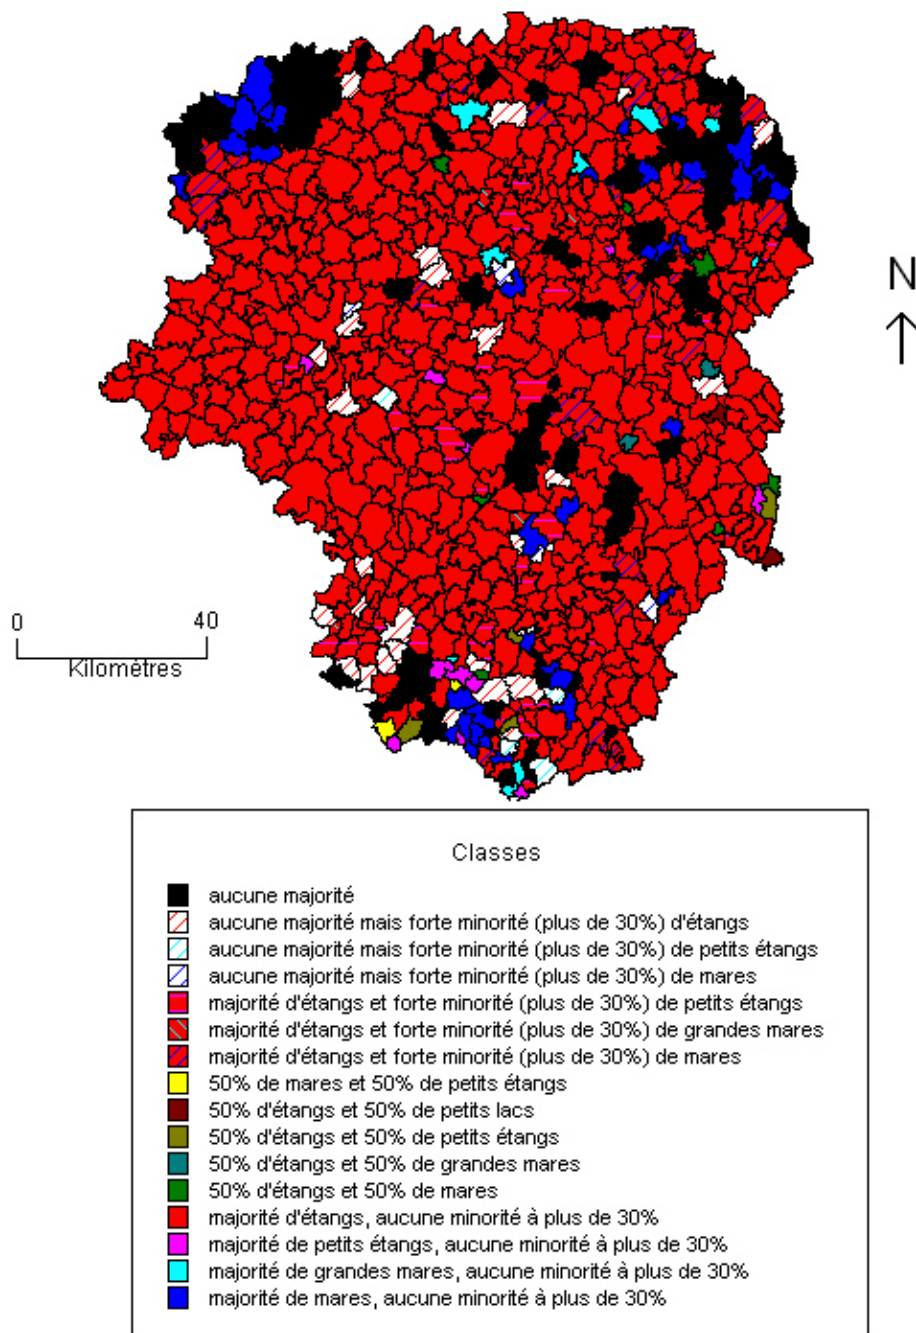 N
0 40
Kilométres
Classes
aucune majorité
aucune majorité mais forte minorité (plus de 30%) d'étangs
aucune majorité mais forte minorité (plus de 30%) de petits étangs
aucune majorité mais forte minorité (plus de 30%) de mares
majorité d'étangs et forte minorité (plus de 30%) de petits étangs
majorité d'étangs et forte minorité (plus de 30%) de grandes mares
majorité d'étangs et forte minorité (plus de 30%) de mares
50% de mares et 50% de petits étangs
50% d'étangs et 50% de petits lacs
50% d'étangs et 50% de petits étangs
50% d'étangs et 50% de grandes mares
50% d'étangs et 50% de mares
majorité d'étangs, aucune minorité à plus de 30%
majorité de petits étangs, aucune minorité à plus de 30%
majorité de grandes mares, aucune minorité à plus de 30%
majorité de mares, aucune minorité à plus de 30%